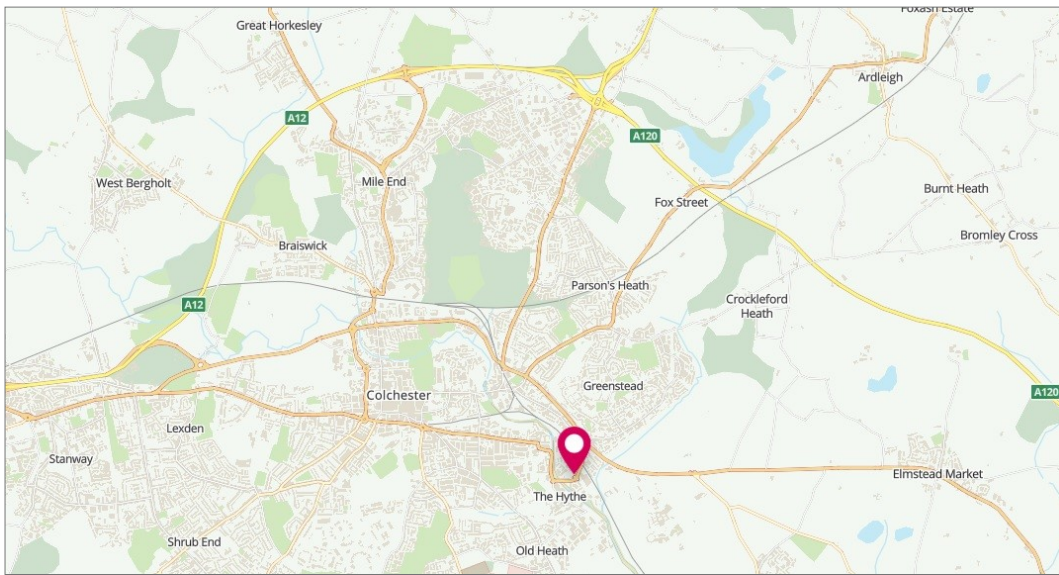 Foxash Estate
Great Horkesley
Ardleigh
A12
A120
West Bergholt
Mile End
Burnt Heath
Fox Street
Bromley Cross
Braiswick
Parson's Heath
A12
Crockleford
Heath
Greenstead
A120
Colchester
Lexden
Stanway
Elmstead Market
The Hythe
Shrub End
Old Heath